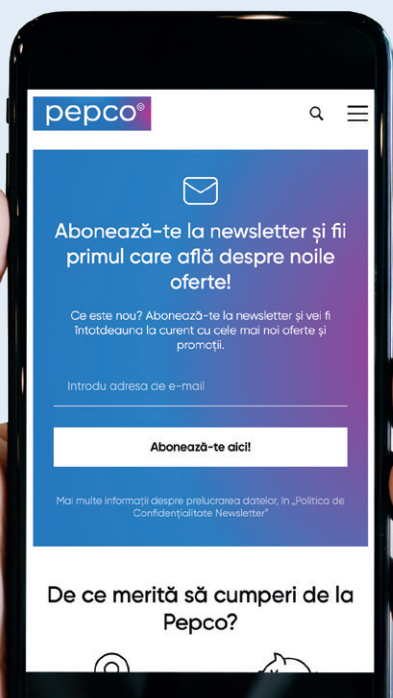 pepco
Abonează-te la newsletter și fii
primul care află despre noile
oferte!
Ce este nou? Abonează-te la newsletter și vei fi
întotdeauna la curent cu cele mai noi oferte și
promoții.
Introdu adresa de e-mail
Abonează-te aici!
Mai multe informații despre prelucrarea datelor, in „Politica de
Confidențialitate Newsletter”
De ce merită să cumperi de la
Pepco?